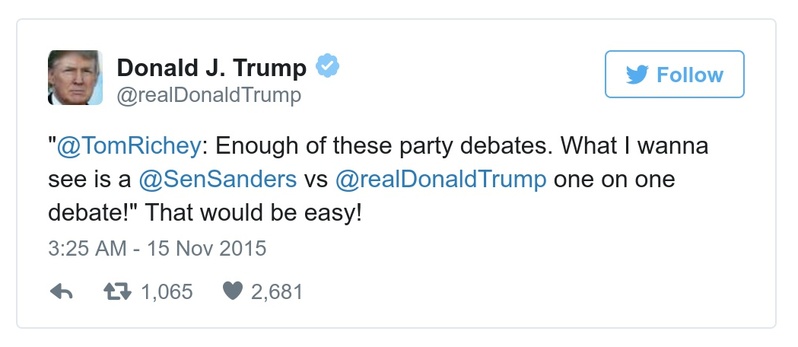 Donald J. Trump
@realDonaldTrump
Follow
"@TomRichey: Enough of these party debates. What I wanna
see is a @SenSanders vs @realDonaldTrump one on one
debate!" That would be easy!
3:25 AM - 15 Nov 2015
1,065 2,681